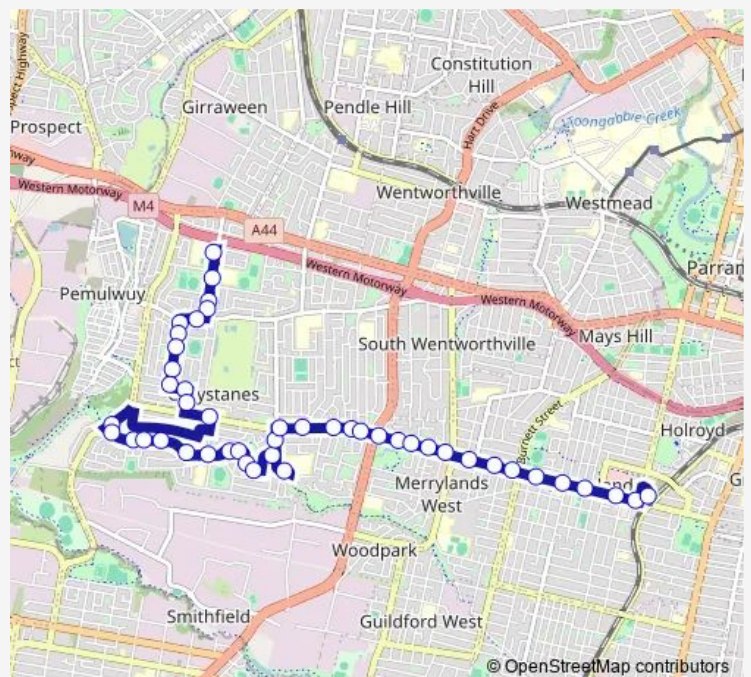 Constitution
Hill
Girraween
Pendle Hill
Hart Drive
Toongabbie Creek
Prospect
Western Motorway
M4
Wentworthville
Westmead
A44
Western Motorway
Pemulwuy
Western Motorway
South Wentworthville
Mays Hill
ystanes
Burnett Street
Holroyd
Merrylands
West
Woodpark
Smithfield
Guildford West
© OpenStreetMap contributors